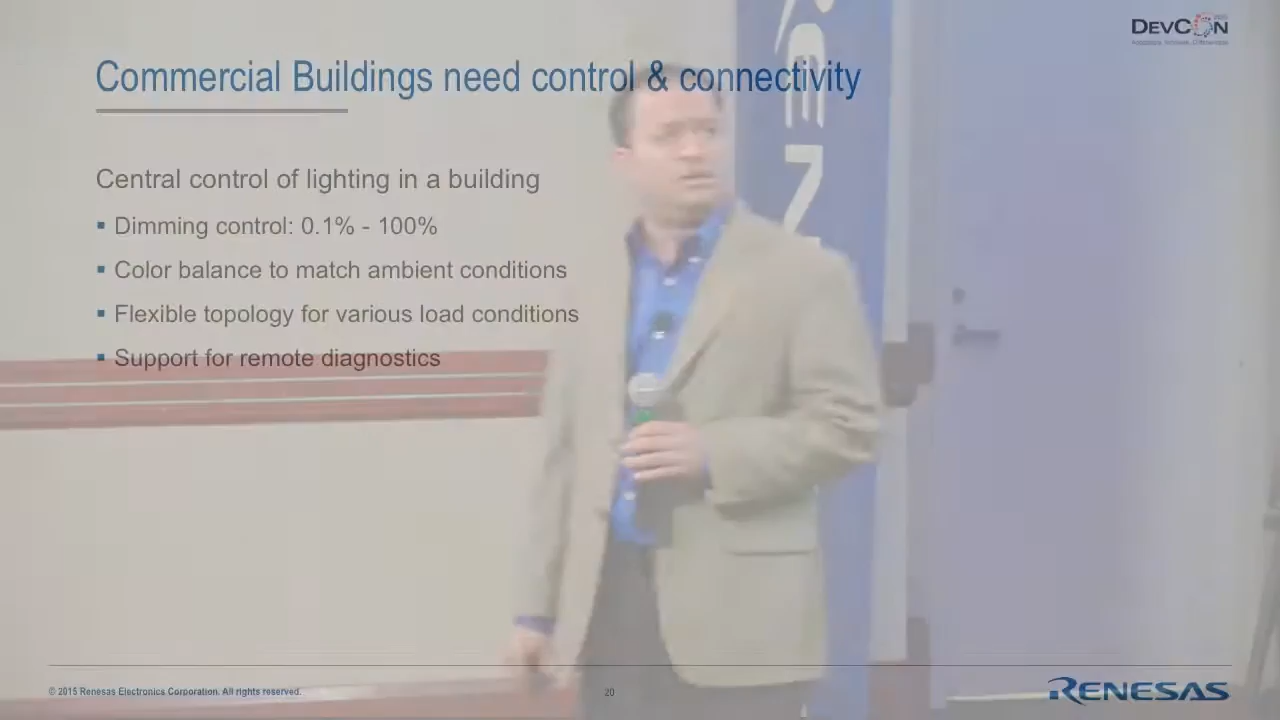 DEVCON
Commercial Buildings need control & connectivity
Central control of lighting in a building
▪ Dimming control: 0.1% - 100%
▪ Color balance to match ambient conditions
▪ Flexible topology for various load conditions
▪ Support for remote diagnostics
EN
© 2015 Renesas Electronics Corporation. All rights reserved.
20
RENESAS